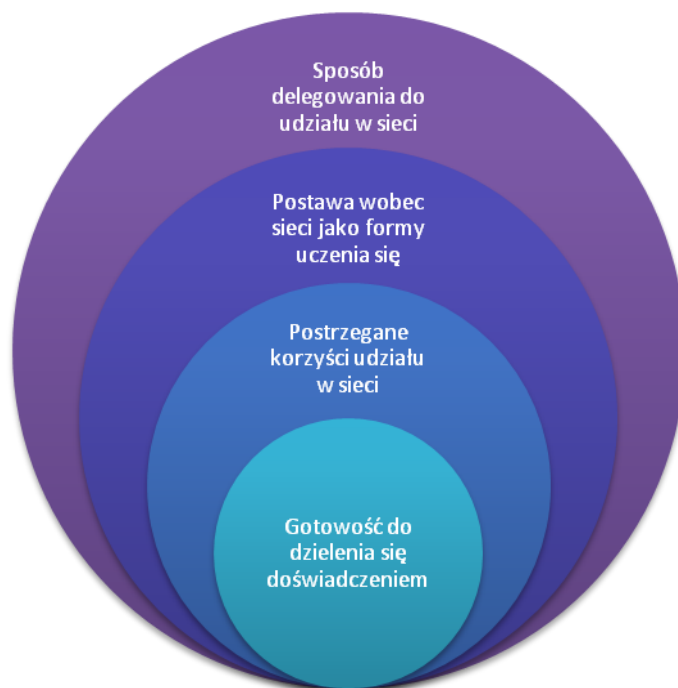 Sposób
delegowania do
udziału w sieci
Postawa wobec
sieci jako formy
uczenia się
Postrzegane
korzyści udziału
w sieci
Gotowość do
dzielenia się
doświadczeniem